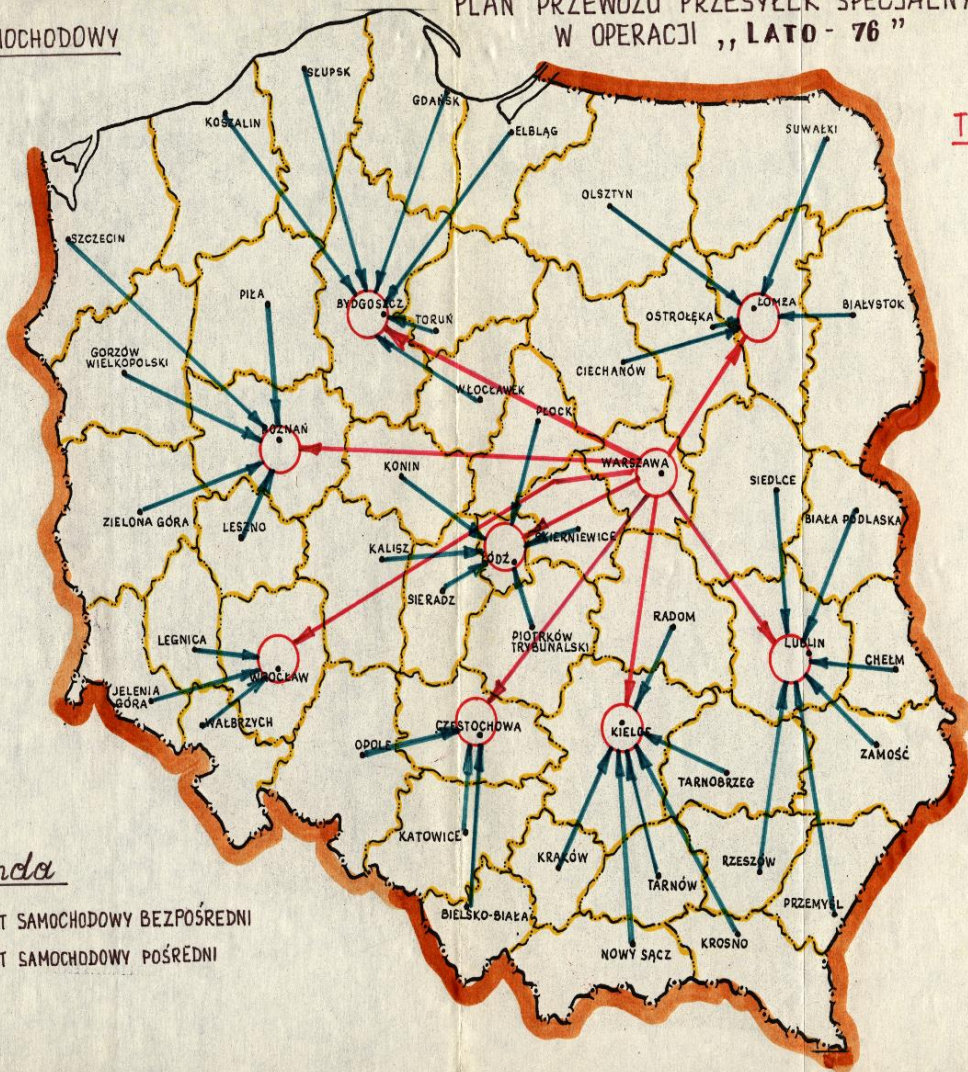 PLAN PRZEWOZU PRZESYŁEK SPECJALNY
W OPERACJI ,, LATO - 76 "
MOCHODOWY
T
SŁUPSK
GDAŃSK
KOSZALIN
ELBLĄG
SUWAŁKI
OLSZTYN
SZCZECIN
PIŁA
BYDGOSZCZ
TORUŃ
OSTROŁĘKA
ŁOMŻA
BIAŁYSTOK
GORZÓW
WIELKOPOLSKI
CIECHANÓW
WŁOCŁAWEK
PŁOCK
POZNAŃ
KONIN
WARSZAWA
SIEDLCE
ZIELONA GÓRA
LESZNO
BIAŁA PODLASKA
SKIERNIEWICE
KALISZ
ŁÓDŹ
SIERADZ
RADOM
LEGNICA
PIOTRKÓW
TRYBUNALSKI
LUBLIN
CHEŁM
WROCŁAW
JELENIA
GÓRA
WAŁBRZYCH
CZĘSTOCHOWA
KIELCE
OPOLE
ZAMOŚĆ
TARNOBRZEG
KATOWICE
KRAKÓW
RZESZÓW
TARNÓW
PRZEMYŚL
BIELSKO-BIAŁA
NOWY SĄCZ
KROSNO
nda
T SAMOCHODOWY BEZPOŚREDNI
T SAMOCHODOWY POŚREDNI